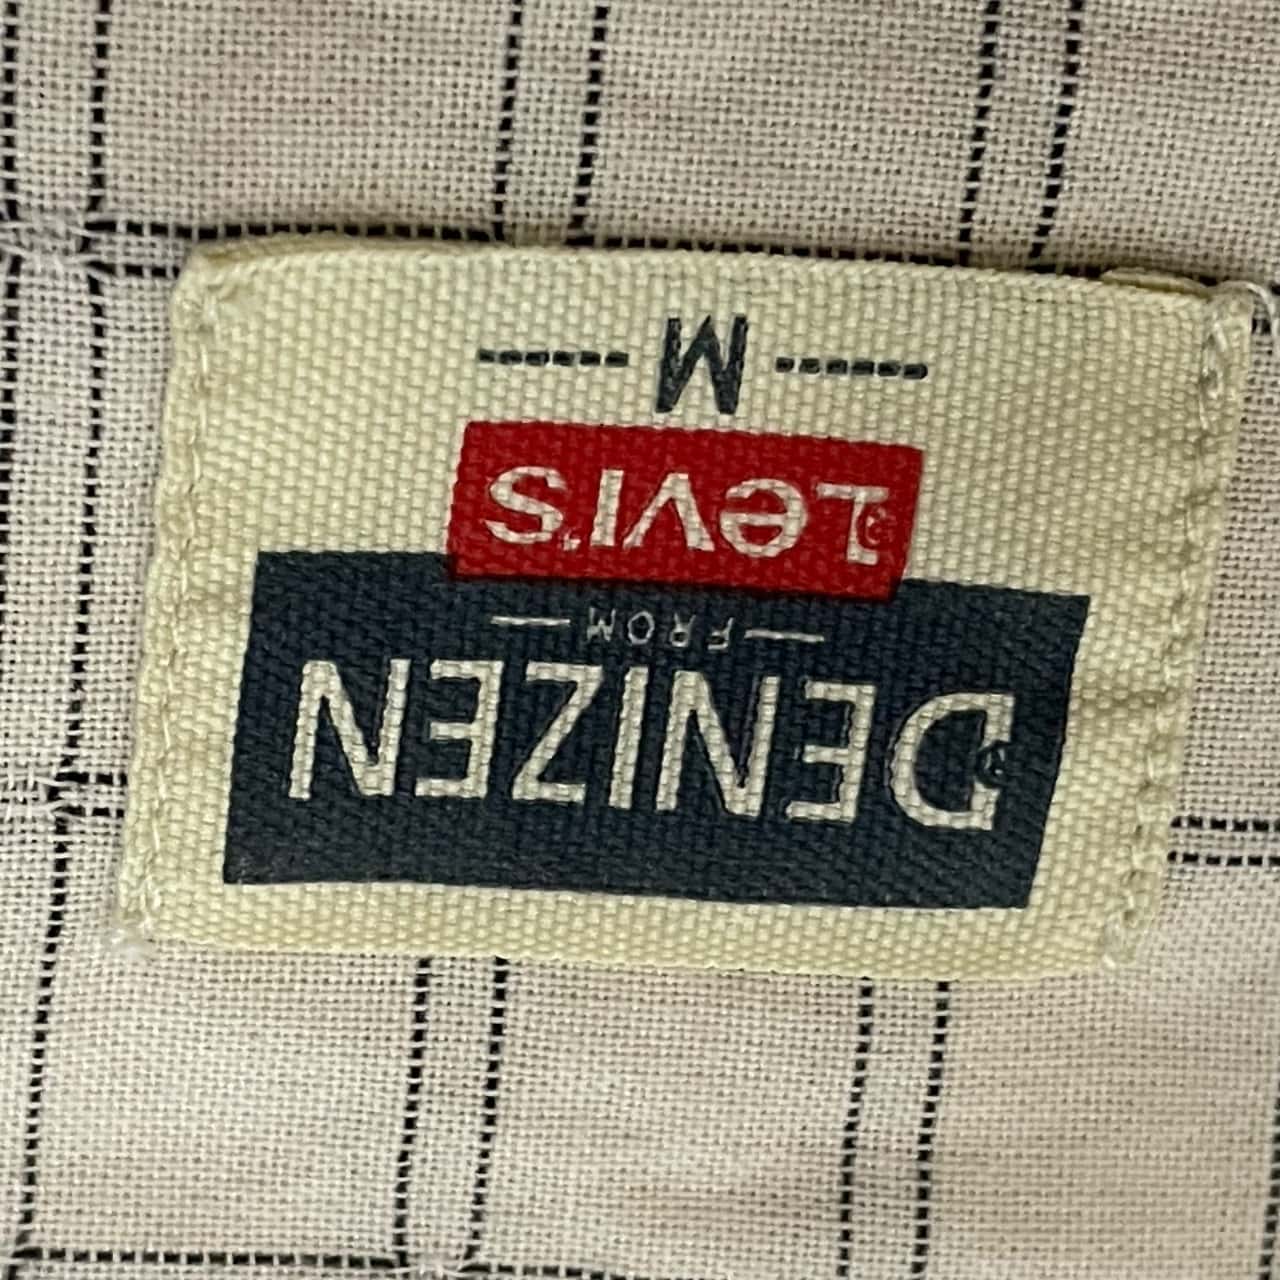 DENIZEN®
— FROM —
Levi's®
------ M ------